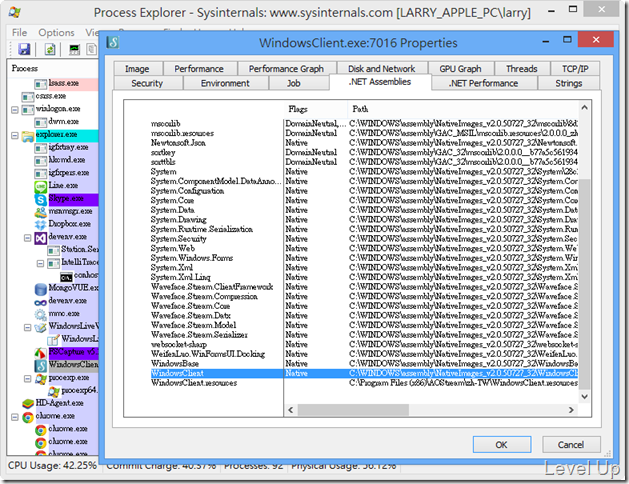 Process Explorer - Sysinternals: www.sysinternals.com [LARRY_APPLE_PC\larry]
File Options View
WindowsClient.exe:7016 Properties
Image Performance Performance Graph Disk and Network GPU Graph Threads TCP/IP
Security Environment Job .NET Assemblies .NET Performance Strings
Process
lsass.exe
csrss.exe
winlogon.exe
dwm.exe
explorer.exe
igfxtray.exe
hkcmd.exe
igfxpers.exe
Line.exe
Skype.exe
msnmsgr.exe
Dropbox.exe
devenv.exe
Station.Ser
IntelliTrace
conhost
MongoVUE.exe
devenv.exe
mmc.exe
WindowsLiveW
WindowsL
PSCapture v5
WindowsClient
procexp.exe
procexp64.
HD-Agent.exe
chrome.exe
chrome.exe
chrome.exe
Flags Path
mscorlib DomainNeutral,... C:\WINDOWS\assembly\NativeImages_v2.0.50727_32\mscorlib\8d
mscorlib.resources DomainNeutral C:\WINDOWS\assembly\GAC_MSIL\mscorlib.resources\2.0.0.0_zh
Newtonsoft.Json Native C:\WINDOWS\assembly\NativeImages_v2.0.50727_32\Newtonsoft.
sortkey DomainNeutral C:\WINDOWS\assembly\GAC_32\mscorlib\2.0.0.0__b77a5c561934
sorttbls DomainNeutral C:\WINDOWS\assembly\GAC_32\mscorlib\2.0.0.0__b77a5c561934
System Native C:\WINDOWS\assembly\NativeImages_v2.0.50727_32\System\
System.ComponentModel.DataAnno... Native C:\WINDOWS\assembly\NativeImages_v2.0.50727_32\System.Co
System.Configuration Native C:\WINDOWS\assembly\NativeImages_v2.0.50727_32\System.Co
System.Core Native C:\WINDOWS\assembly\NativeImages_v2.0.50727_32\System.Co
System.Data Native C:\WINDOWS\assembly\NativeImages_v2.0.50727_32\System.Da
System.Drawing Native C:\WINDOWS\assembly\NativeImages_v2.0.50727_32\System.Dr
System.Runtime.Serialization Native C:\WINDOWS\assembly\NativeImages_v2.0.50727_32\System.Ru
System.Security Native C:\WINDOWS\assembly\NativeImages_v2.0.50727_32\System.Se
System.Web Native C:\WINDOWS\assembly\NativeImages_v2.0.50727_32\System.We
System.Windows.Forms Native C:\WINDOWS\assembly\NativeImages_v2.0.50727_32\System.Wi
System.Xml Native C:\WINDOWS\assembly\NativeImages_v2.0.50727_32\System.Xm
System.Xml.Linq Native C:\WINDOWS\assembly\NativeImages_v2.0.50727_32\System.Xm
Waveface.Stream.ClientFramework Native C:\WINDOWS\assembly\NativeImages_v2.0.50727_32\Waveface.S
Waveface.Stream.Compression Native C:\WINDOWS\assembly\NativeImages_v2.0.50727_32\Waveface.S
Waveface.Stream.Core Native C:\WINDOWS\assembly\NativeImages_v2.0.50727_32\Waveface.S
Waveface.Stream.Datx Native C:\WINDOWS\assembly\NativeImages_v2.0.50727_32\Waveface.S
Waveface.Stream.Model Native C:\WINDOWS\assembly\NativeImages_v2.0.50727_32\Waveface.S
Waveface.Stream.Serializer Native C:\WINDOWS\assembly\NativeImages_v2.0.50727_32\Waveface.S
websocket-sharp Native C:\WINDOWS\assembly\NativeImages_v2.0.50727_32\websocket-s
WeifenLuo.WinFormsUI.Docking Native C:\WINDOWS\assembly\NativeImages_v2.0.50727_32\WeifenLuo.
WindowsBase Native C:\WINDOWS\assembly\NativeImages_v2.0.50727_32\WindowsBa
WindowsClient Native C:\WINDOWS\assembly\NativeImages_v2.0.50727_32\WindowsCl
WindowsClient.resources C:\Program Files (x86)\AOStream\zh-TW\WindowsClient.resources
OK Cancel
CPU Usage: 42.25% Commit Charge: 40.37% Processes: 92 Physical Usage: 56.12%
Level Up